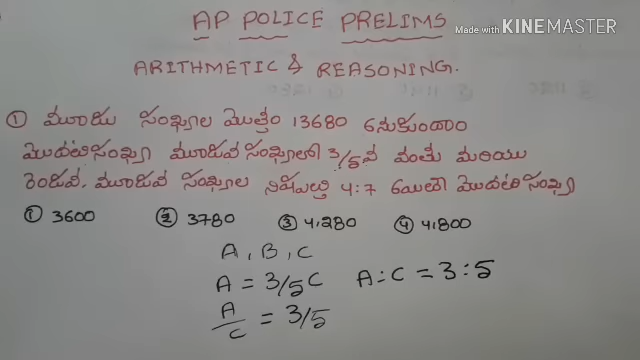 AP POLICE PRELIMS
Made with KINEMASTER
ARITHMETIC & REASONING.
① మూడు సంఖ్యల మొత్తం 13680 అనుకుందాం
మొదటిసంఖ్య మూడవ సంఖ్యలో 3/5వ వంతు మరియు
రెండవ, మూడవ సంఖ్యల నిష్పత్తి 4:7 అయితే మొదటి సంఖ్య
① 3600 ② 3780 ③ 4,280 ④ 4,800
A, B, C
A = 3/5 C A:C = 3:5
A/C = 3/5